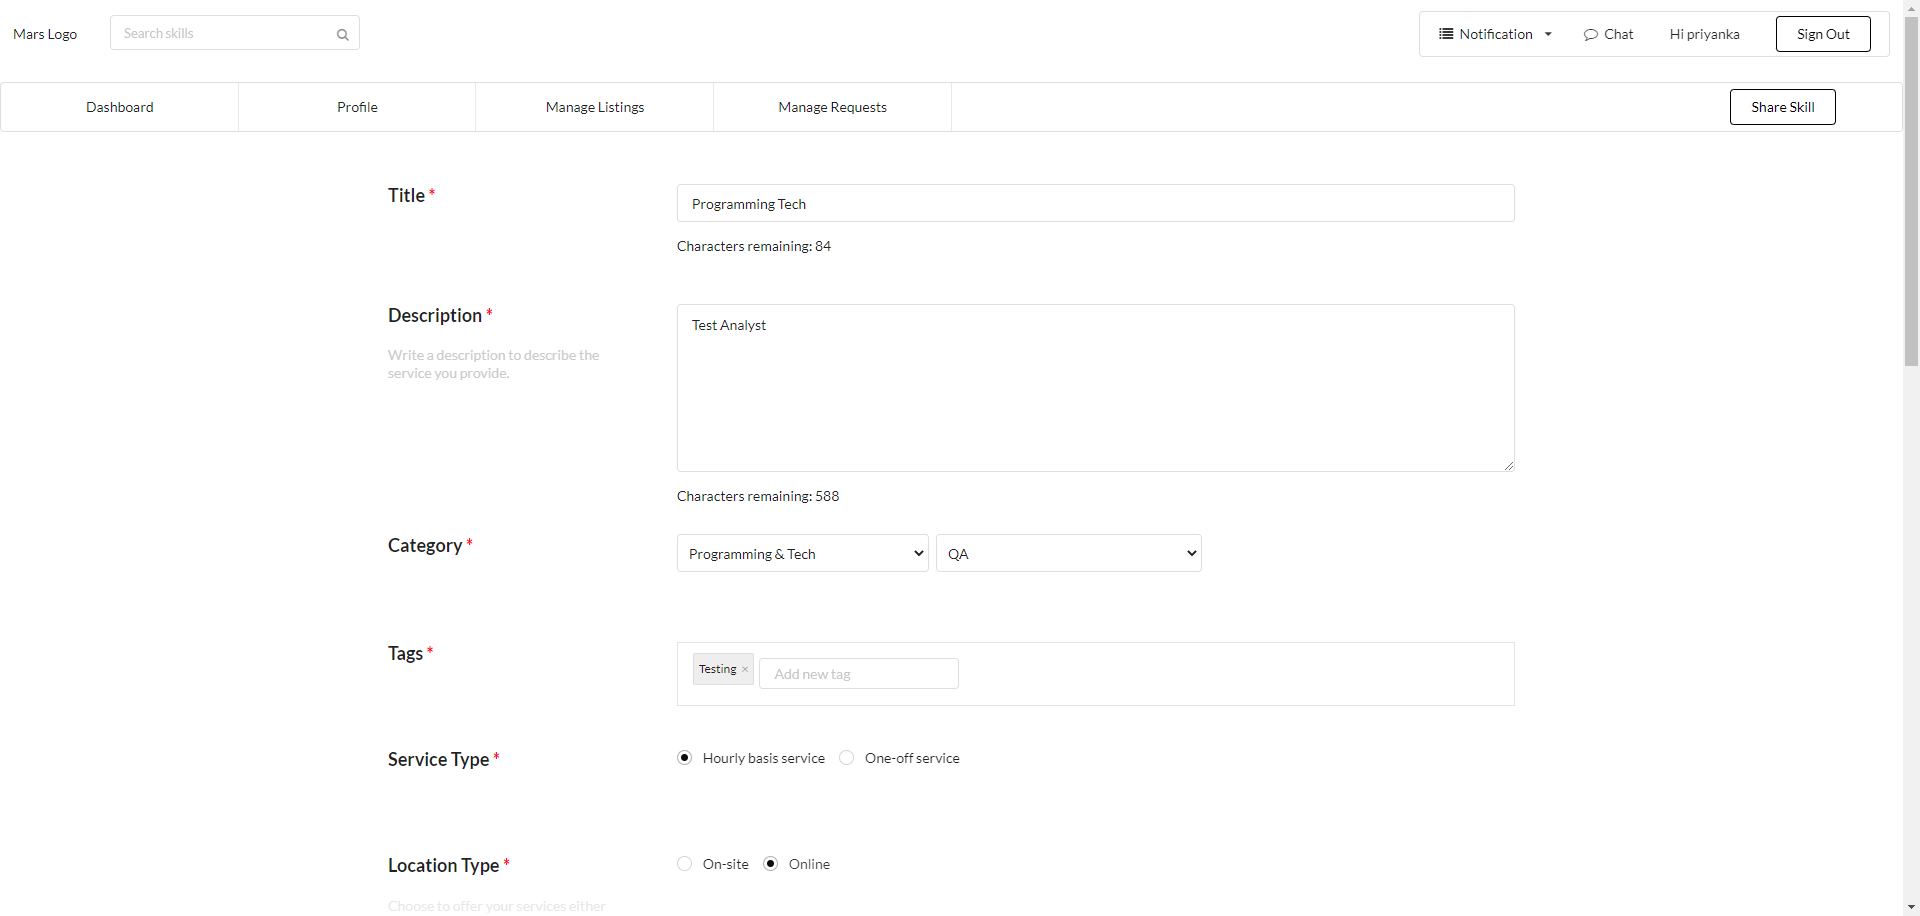 Mars Logo
Search skills
Notification
Chat
Hi priyanka
Sign Out
Dashboard
Profile
Manage Listings
Manage Requests
Share Skill
Title *
Programming Tech
Characters remaining: 84
Description *
Write a description to describe the
service you provide.
Test Analyst
Characters remaining: 588
Category *
Programming & Tech
QA
Tags *
Testing ×
Add new tag
Service Type *
Hourly basis service
One-off service
Location Type *
On-site
Online
Choose to offer your services either